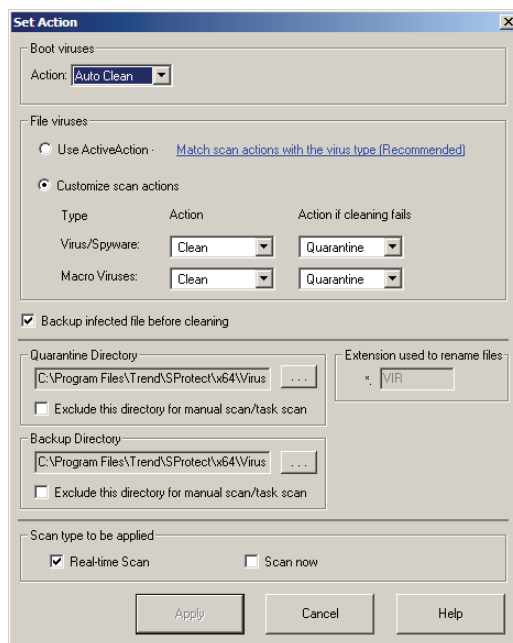 Set Action
Boot viruses
Action: Auto Clean
File viruses
Use ActiveAction - Match scan actions with the virus type (Recommended)
Customize scan actions
Type Action Action if cleaning fails
Virus/Spyware: Clean Quarantine
Macro Viruses: Clean Quarantine
Backup infected file before cleaning
Quarantine Directory
C:\Program Files\Trend\SProtect\x64\Virus ...
Exclude this directory for manual scan/task scan
Extension used to rename files
*. VIR
Backup Directory
C:\Program Files\Trend\SProtect\x64\Virus ...
Exclude this directory for manual scan/task scan
Scan type to be applied
Real-time Scan Scan now
Apply Cancel Help